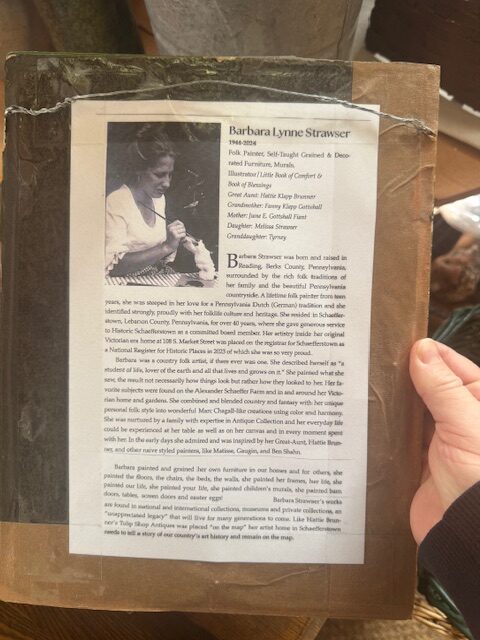 Barbara Lynne Strawser
1946-2024
Folk Painter, Self-Taught Grained & Deco-
rated Furniture, Murals,
Illustrated Little Book of Comfort &
Book of Blessings
Great Aunt: Hattie Klapp Brunner
Grandmother: Fanny Klapp Gottshall
Mother: June E. Gottshall Fiant
Daughter: Melissa Strawser
Granddaughter: Tyrney
Barbara Strawser was born and raised in
Reading, Berks County, Pennsylvania,
surrounded by the rich folk traditions of
her family and the beautiful Pennsylvania
countryside. A lifetime folk painter from teen
years, she was steeped in her love for a Pennsylvania Dutch (German) tradition and she
identified strongly, proudly with her folklife culture and heritage. She resided in Schaeffer-
stown, Lebanon County, Pennsylvania, for over 40 years, where she gave generous service
to Historic Schaefferstown as a committed board member. Her artistry inside her original
Victorian era home at 108 S. Market Street was placed on the registrar for Schaefferstown as
a National Register for Historic Places in 2023 of which she was so very proud.
Barbara was a country folk artist, if there ever was one. She described herself as "a
student of life, lover of the earth and all that lives and grows on it." She painted what she
saw, the result not necessarily how things look but rather how they looked to her. Her fa-
vorite subjects were found on the Alexander Schaeffer Farm and in and around her Victo-
rian home and gardens. She combined and blended country and fantasy with her unique
personal folk style into wonderful Marc Chagall-like creations using color and harmony.
She was nurtured by a family with expertise in Antique Collection and her everyday life
could be experienced at her table as well as on her canvas and in every moment spent
with her. In the early days she admired and was inspired by her Great-Aunt, Hattie Brun-
ner, and other naive styled painters, like Matisse, Gaugin, and Ben Shahn.
Barbara painted and grained her own furniture in our homes and for others, she
painted the floors, the chairs, the beds, the walls, she painted her frames, her life, she
painted our life, she painted your life, she painted children's murals, she painted barn
doors, tables, screen doors and easter eggs! Barbara Strawser's works
are found in national and international collections, museums and private collections, an
"unappreciated legacy" that will live for many generations to come. Like Hattie Brun-
ner's Tulip Shop Antiques was placed "on the map" her artist home in Schaefferstown
needs to tell a story of our country's art history and remain on the map.